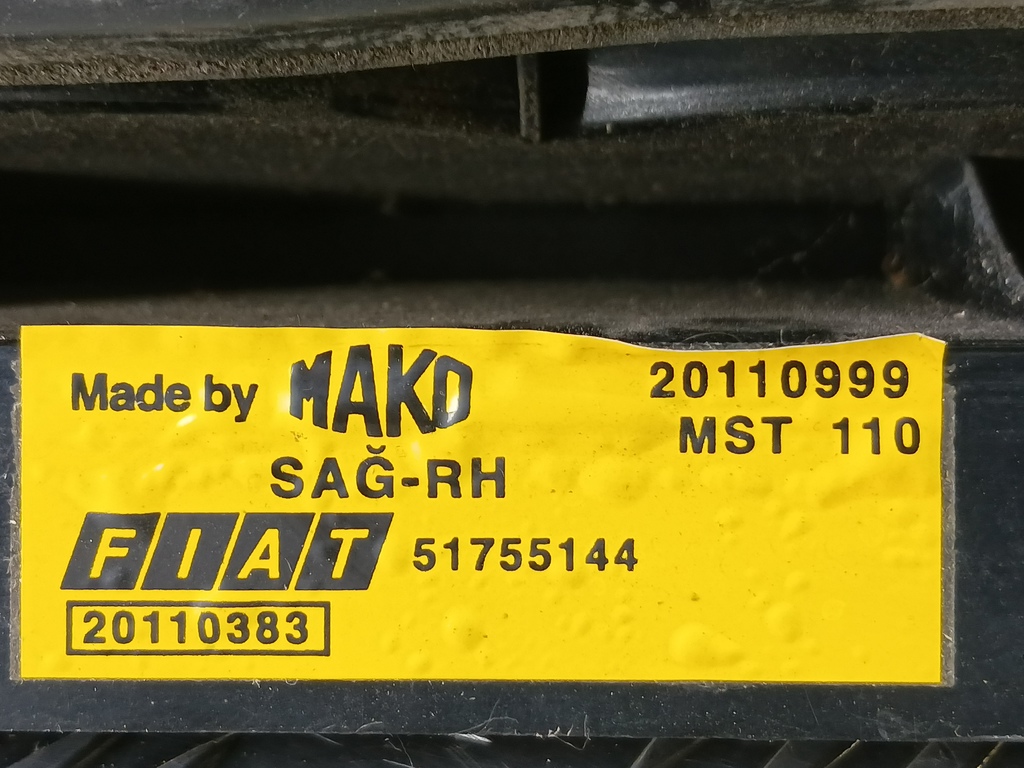 Made by MAKO
20110999
MST 110
SAĞ-RH
FIAT 51755144
20110383